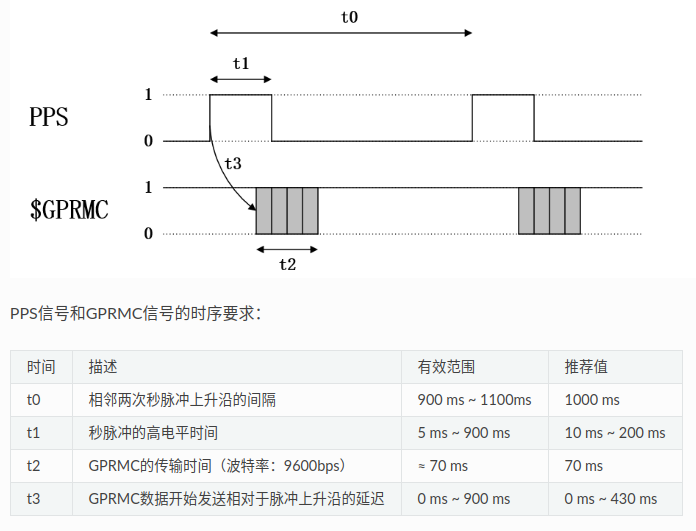 t0
t1
1
PPS
0
t3
1
$GPRMC
0
t2
PPS信号和GPRMC信号的时序要求：
时间 描述 有效范围 推荐值
t0 相邻两次秒脉冲上升沿的间隔 900 ms ~ 1100ms 1000 ms
t1 秒脉冲的高电平时间 5 ms ~ 900 ms 10 ms ~ 200 ms
t2 GPRMC的传输时间（波特率：9600bps） ≈ 70 ms 70 ms
t3 GPRMC数据开始发送相对于脉冲上升沿的延迟 0 ms ~ 900 ms 0 ms ~ 430 ms